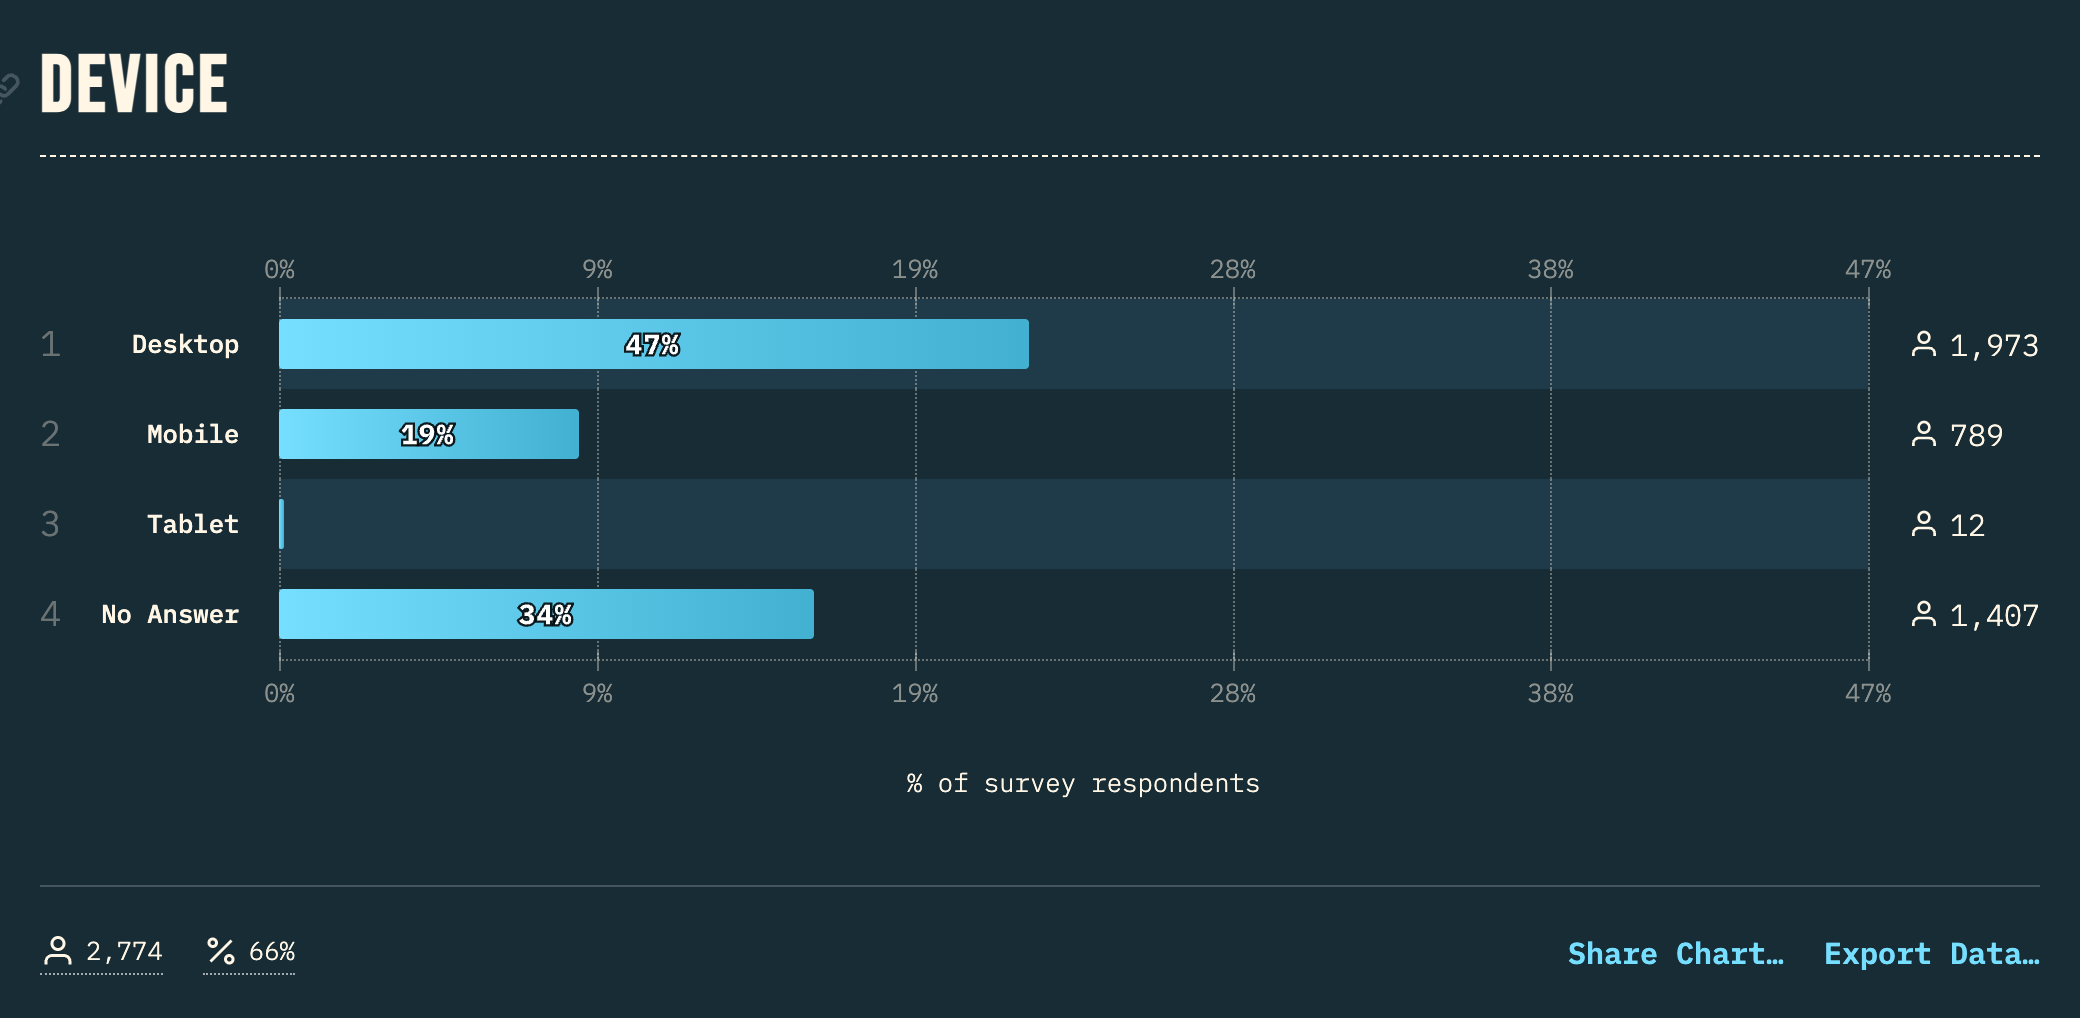 DEVICE
0% 9% 19% 28% 38% 47%
1 Desktop 47% 1,973
2 Mobile 19% 789
3 Tablet 12
4 No Answer 34% 1,407
0% 9% 19% 28% 38% 47%
% of survey respondents
2,774 % 66% Share Chart… Export Data…